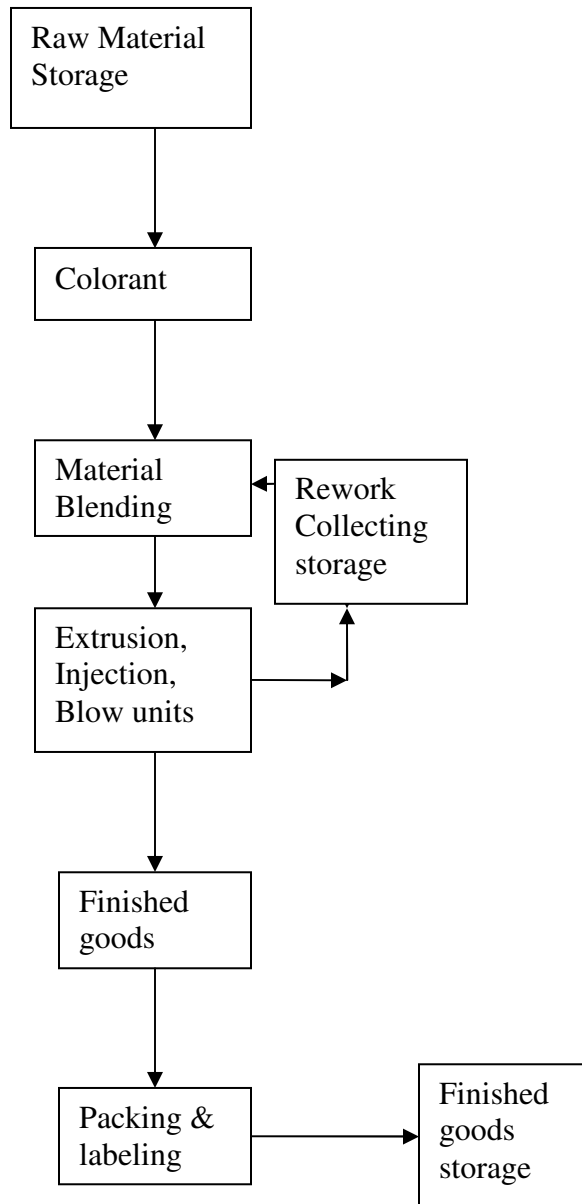 Raw Material
Storage
Colorant
Material
Blending
Rework
Collecting
storage
Extrusion,
Injection,
Blow units
Finished
goods
Packing &
labeling
Finished
goods
storage